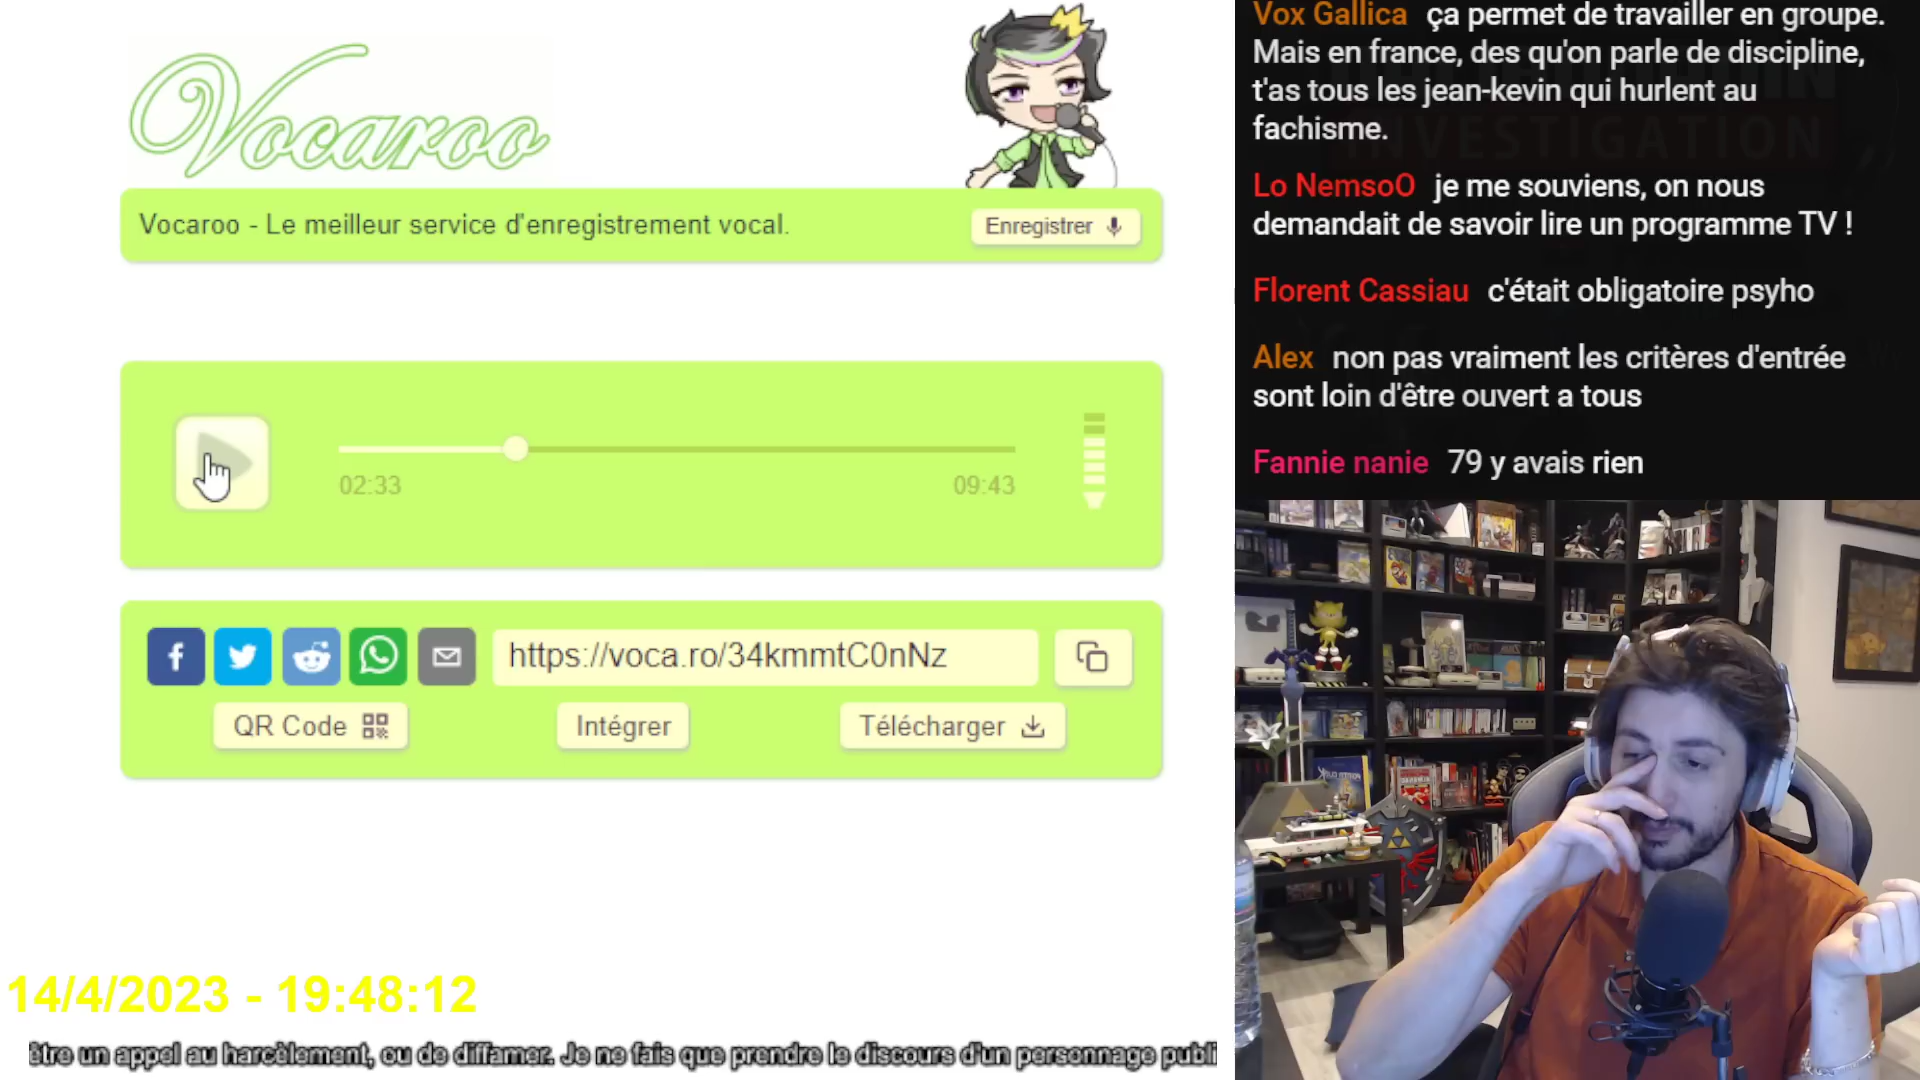 Vocaroo
Vocaroo - Le meilleur service d'enregistrement vocal.
Enregistrer
02:33
09:43
https://voca.ro/34kmmtC0nNz
QR Code
Intégrer
Télécharger
14/4/2023 - 19:48:12
être un appel au harcèlement, ou de diffamer. Je ne fais que prendre le discours d'un personnage publi
Vox Gallica ça permet de travailler en groupe.
Mais en france, des qu'on parle de discipline,
t'as tous les jean-kevin qui hurlent au
fachisme.
INVESTIGATION
Lo NemsoO je me souviens, on nous
demandait de savoir lire un programme TV !
Florent Cassiau c'était obligatoire psyho
Alex non pas vraiment les critères d'entrée
sont loin d'être ouvert a tous
Fannie nanie 79 y avais rien